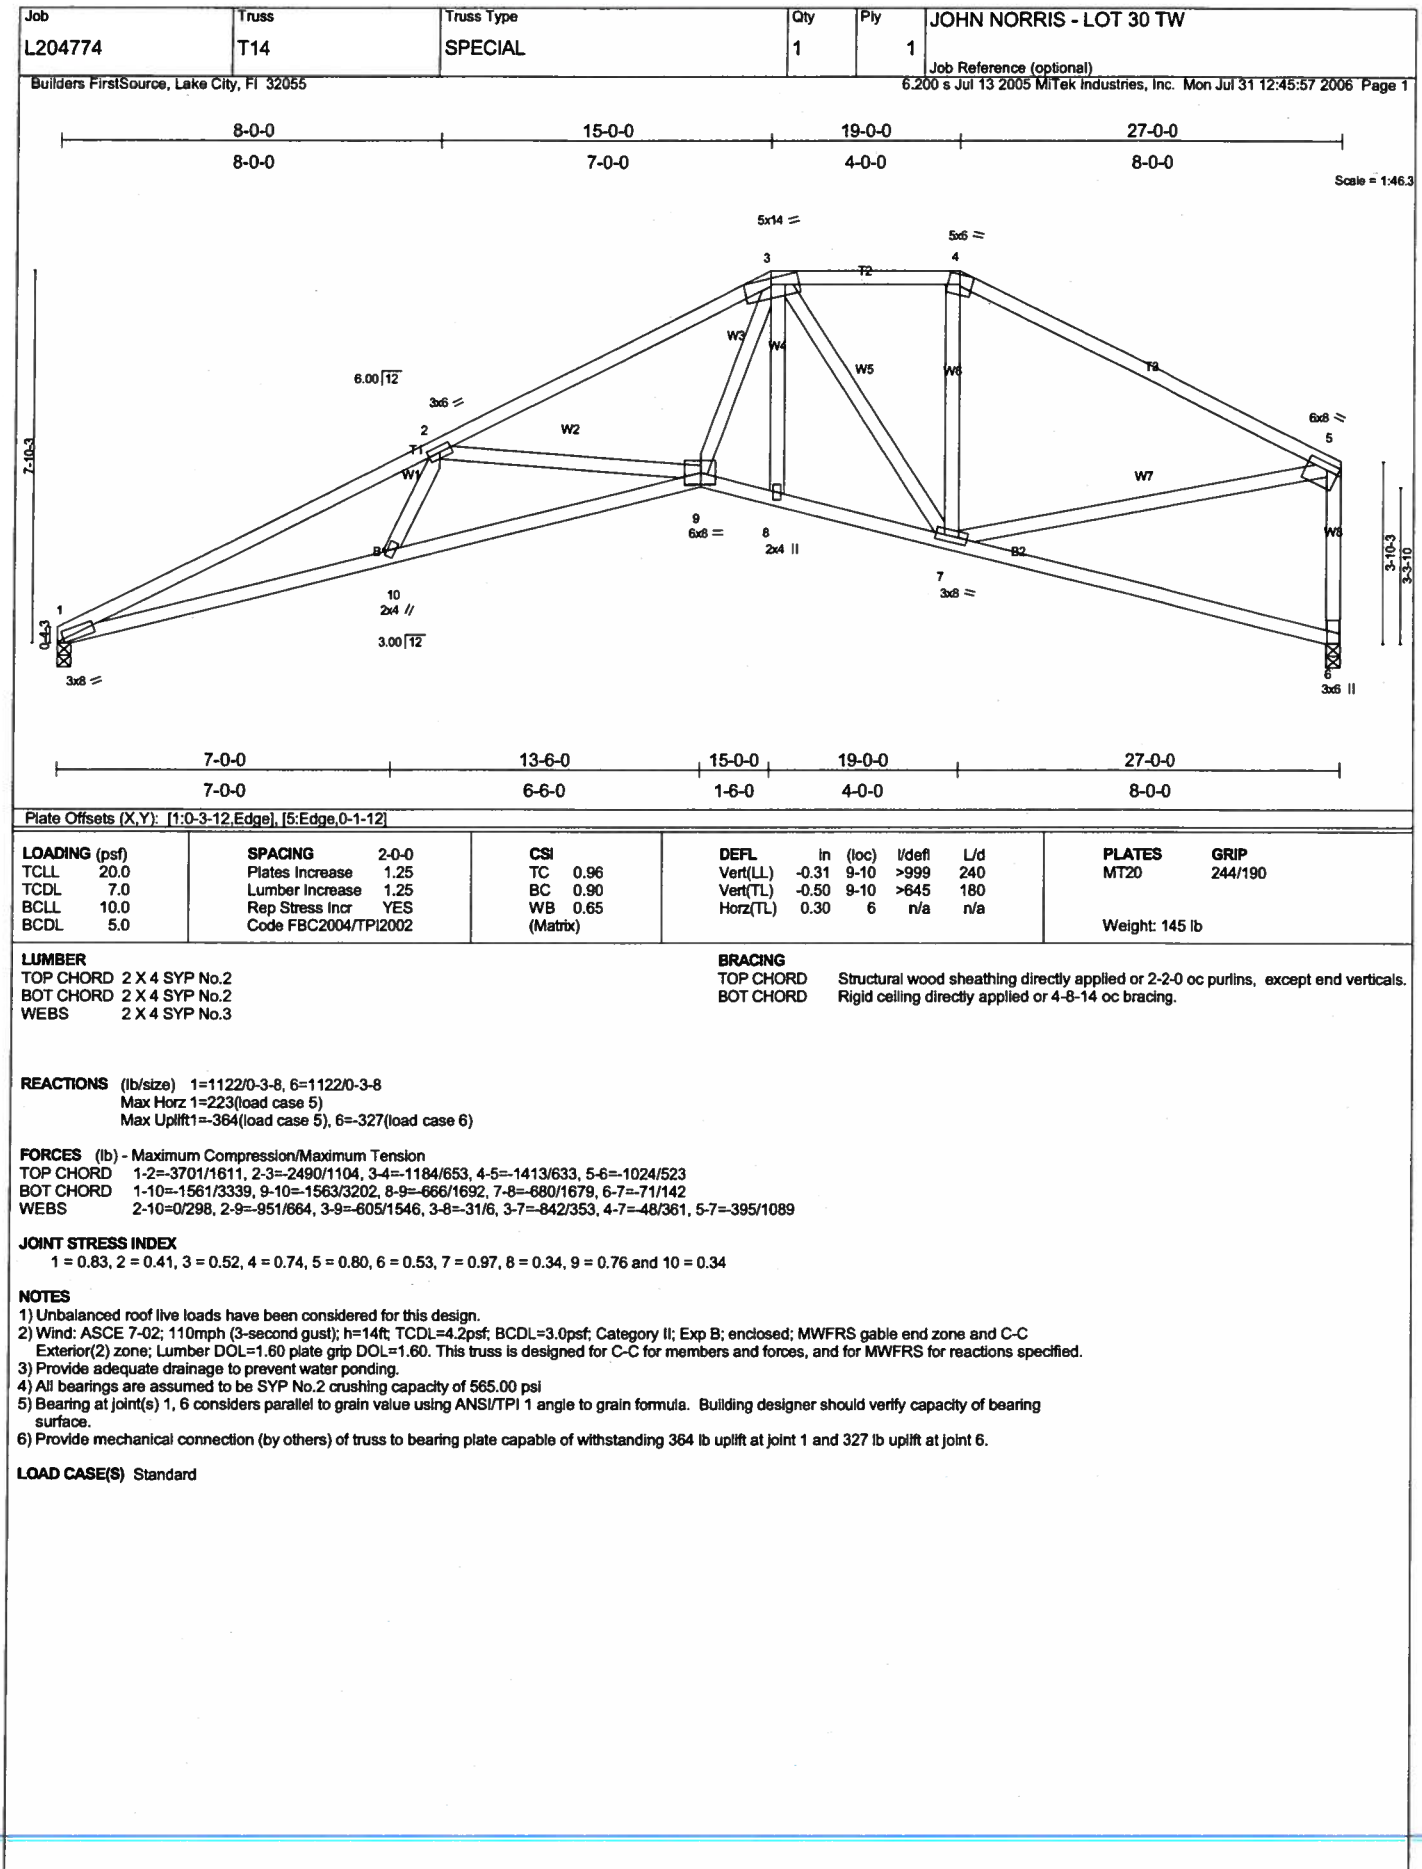 Job Truss Truss Type Qty Ply JOHN NORRIS - LOT 30 TW
L204774 T14 SPECIAL 1 1
Job Reference (optional)
Builders FirstSource, Lake City, Fl 32055 6.200 s Jul 13 2005 MiTek Industries, Inc. Mon Jul 31 12:45:57 2006 Page 1
8-0-0 15-0-0 19-0-0 27-0-0
8-0-0 7-0-0 4-0-0 8-0-0
Scale = 1:46.3
5x14 =
5x6 =
3 4
T2
W3 W4
W5 W6 T3
6.00 12
3x6 =
6x8 =
2 W2 5
T1
W1 W7
7-10-3
9
6x8 =
8
2x4 ||
W8
B1 B2
3-10-3
3-3-10
7
3x8 =
10
2x4 //
1
0-4-3
3.00 12
3x8 =
6
3x6 ||
7-0-0 13-6-0 15-0-0 19-0-0 27-0-0
7-0-0 6-6-0 1-6-0 4-0-0 8-0-0
Plate Offsets (X,Y): [1:0-3-12,Edge], [5:Edge,0-1-12]
LOADING (psf) SPACING 2-0-0 CSI DEFL in (loc) l/defl L/d PLATES GRIP
TCLL 20.0 Plates Increase 1.25 TC 0.96 Vert(LL) -0.31 9-10 >999 240 MT20 244/190
TCDL 7.0 Lumber Increase 1.25 BC 0.90 Vert(TL) -0.50 9-10 >645 180
BCLL 10.0 Rep Stress Incr YES WB 0.65 Horz(TL) 0.30 6 n/a n/a
BCDL 5.0 Code FBC2004/TPI2002 (Matrix) Weight: 145 lb
LUMBER BRACING
TOP CHORD 2 X 4 SYP No.2 TOP CHORD Structural wood sheathing directly applied or 2-2-0 oc purlins, except end verticals.
BOT CHORD 2 X 4 SYP No.2 BOT CHORD Rigid ceiling directly applied or 4-8-14 oc bracing.
WEBS 2 X 4 SYP No.3
REACTIONS (lb/size) 1=1122/0-3-8, 6=1122/0-3-8
Max Horz 1=223(load case 5)
Max Uplift1=-364(load case 5), 6=-327(load case 6)
FORCES (lb) - Maximum Compression/Maximum Tension
TOP CHORD 1-2=-3701/1611, 2-3=-2490/1104, 3-4=-1184/653, 4-5=-1413/633, 5-6=-1024/523
BOT CHORD 1-10=-1561/3339, 9-10=-1563/3202, 8-9=-666/1692, 7-8=-680/1679, 6-7=-71/142
WEBS 2-10=0/298, 2-9=-951/664, 3-9=-605/1546, 3-8=-31/6, 3-7=-842/353, 4-7=-48/361, 5-7=-395/1089
JOINT STRESS INDEX
1 = 0.83, 2 = 0.41, 3 = 0.52, 4 = 0.74, 5 = 0.80, 6 = 0.53, 7 = 0.97, 8 = 0.34, 9 = 0.76 and 10 = 0.34
NOTES
1) Unbalanced roof live loads have been considered for this design.
2) Wind: ASCE 7-02; 110mph (3-second gust); h=14ft; TCDL=4.2psf; BCDL=3.0psf; Category II; Exp B; enclosed; MWFRS gable end zone and C-C
Exterior(2) zone; Lumber DOL=1.60 plate grip DOL=1.60. This truss is designed for C-C for members and forces, and for MWFRS for reactions specified.
3) Provide adequate drainage to prevent water ponding.
4) All bearings are assumed to be SYP No.2 crushing capacity of 565.00 psi
5) Bearing at joint(s) 1, 6 considers parallel to grain value using ANSI/TPI 1 angle to grain formula. Building designer should verify capacity of bearing
surface.
6) Provide mechanical connection (by others) of truss to bearing plate capable of withstanding 364 lb uplift at joint 1 and 327 lb uplift at joint 6.
LOAD CASE(S) Standard